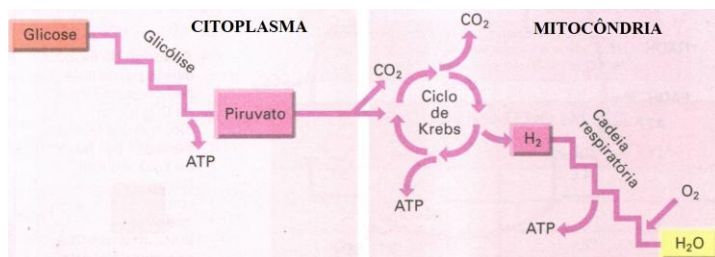 CITOPLASMA
MITOCÔNDRIA
Glicose
Glicólise
Piruvato
ATP
CO2
CO2
Ciclo
de
Krebs
ATP
H2
Cadeia
respiratória
ATP
O2
H2O